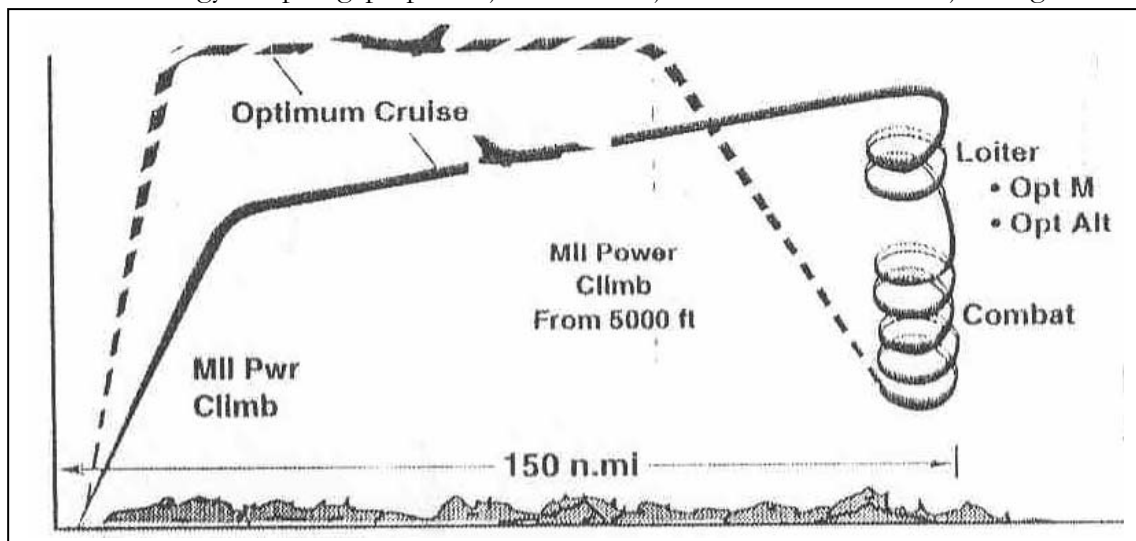 Optimum Cruise
Loiter
• Opt M
• Opt Alt
Mil Power
Climb
From 5000 ft
Combat
Mil Pwr
Climb
150 n.mi